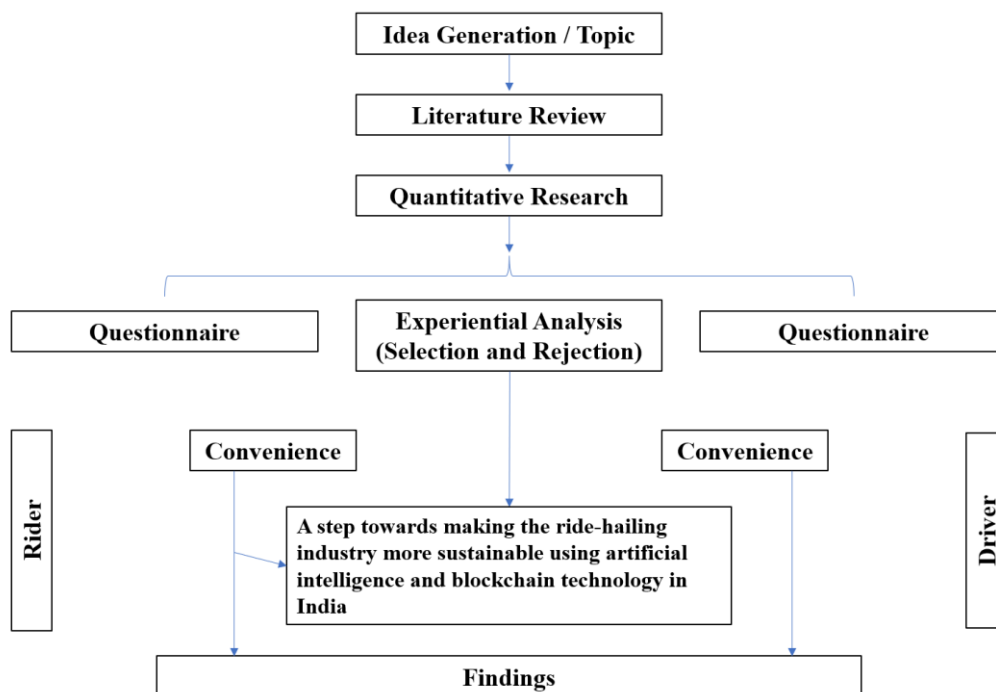 Idea Generation / Topic
Literature Review
Quantitative Research
Questionnaire
Experiential Analysis
(Selection and Rejection)
Questionnaire
Rider
Convenience
Convenience
Driver
A step towards making the ride-hailing
industry more sustainable using artificial
intelligence and blockchain technology in
India
Findings